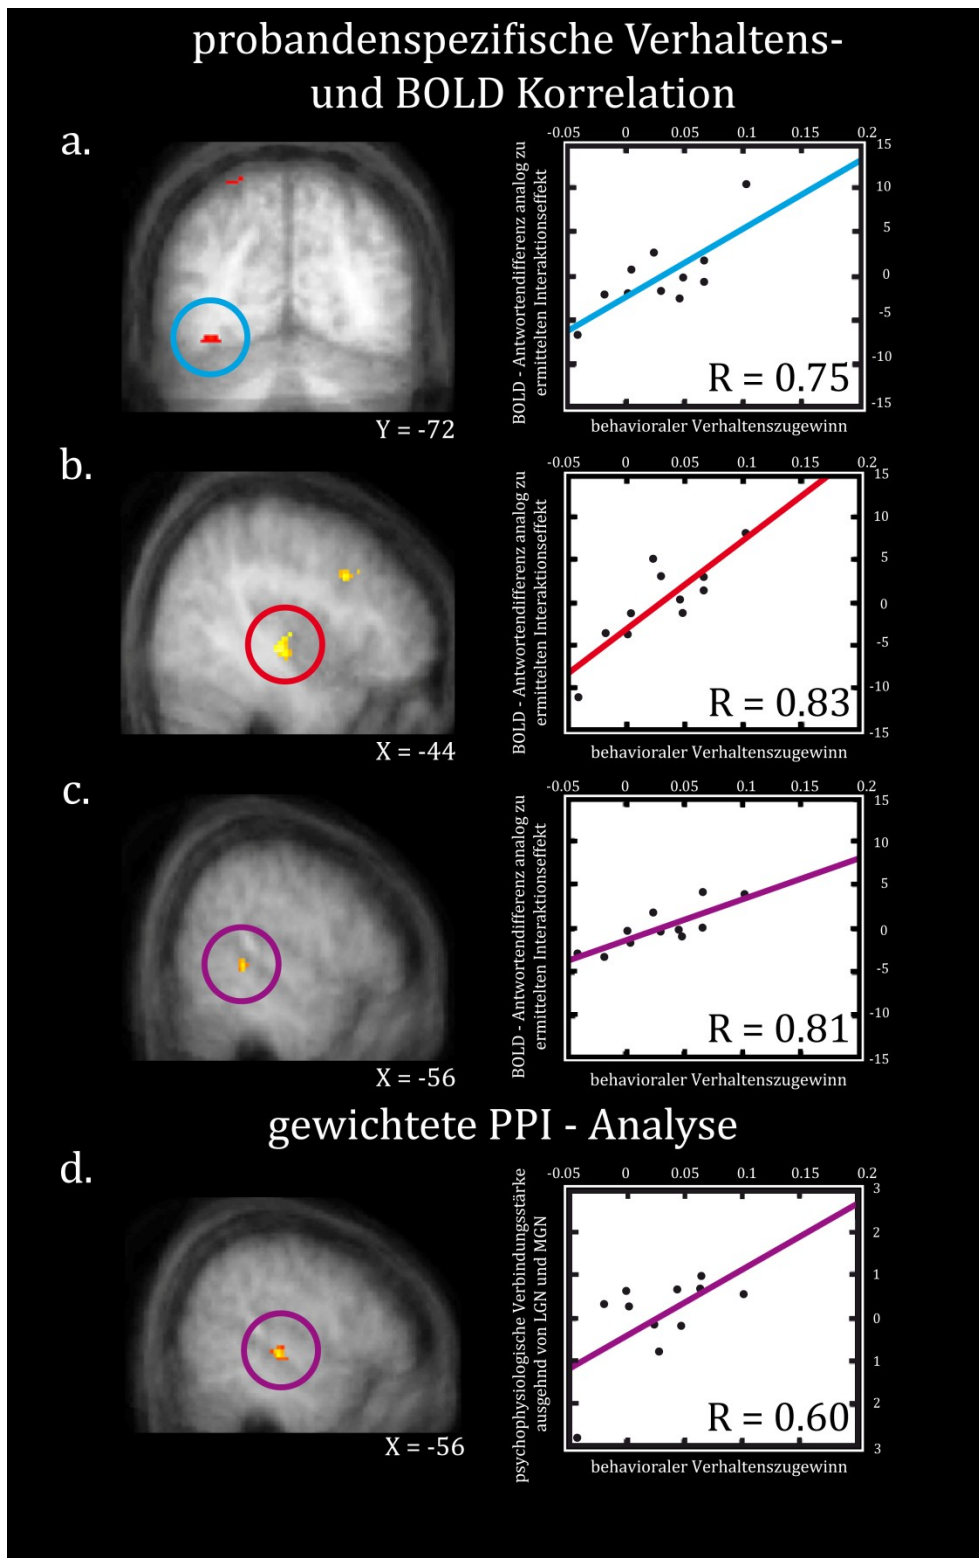 probandenspezifische Verhaltens-
und BOLD Korrelation
a.
Y = -72
BOLD - Antwortendifferenz analog zu
ermittelten Interaktionseffekt
-0.05 0 0.05 0.1 0.15 0.2
15
10
5
0
-5
-10
-15
R = 0.75
behavioraler Verhaltenszugewinn
b.
X = -44
BOLD - Antwortendifferenz analog zu
ermittelten Interaktionseffekt
-0.05 0 0.05 0.1 0.15 0.2
15
10
5
0
-5
-10
-15
R = 0.83
behavioraler Verhaltenszugewinn
c.
X = -56
BOLD - Antwortendifferenz analog zu
ermittelten Interaktionseffekt
-0.05 0 0.05 0.1 0.15 0.2
15
10
5
0
-5
-10
-15
R = 0.81
behavioraler Verhaltenszugewinn
gewichtete PPI - Analyse
d.
X = -56
psychophysiologische Verbindungsstärke
ausgehnd von LGN und MGN
-0.05 0 0.05 0.1 0.15 0.2
3
2
1
0
1
2
3
R = 0.60
behavioraler Verhaltenszugewinn